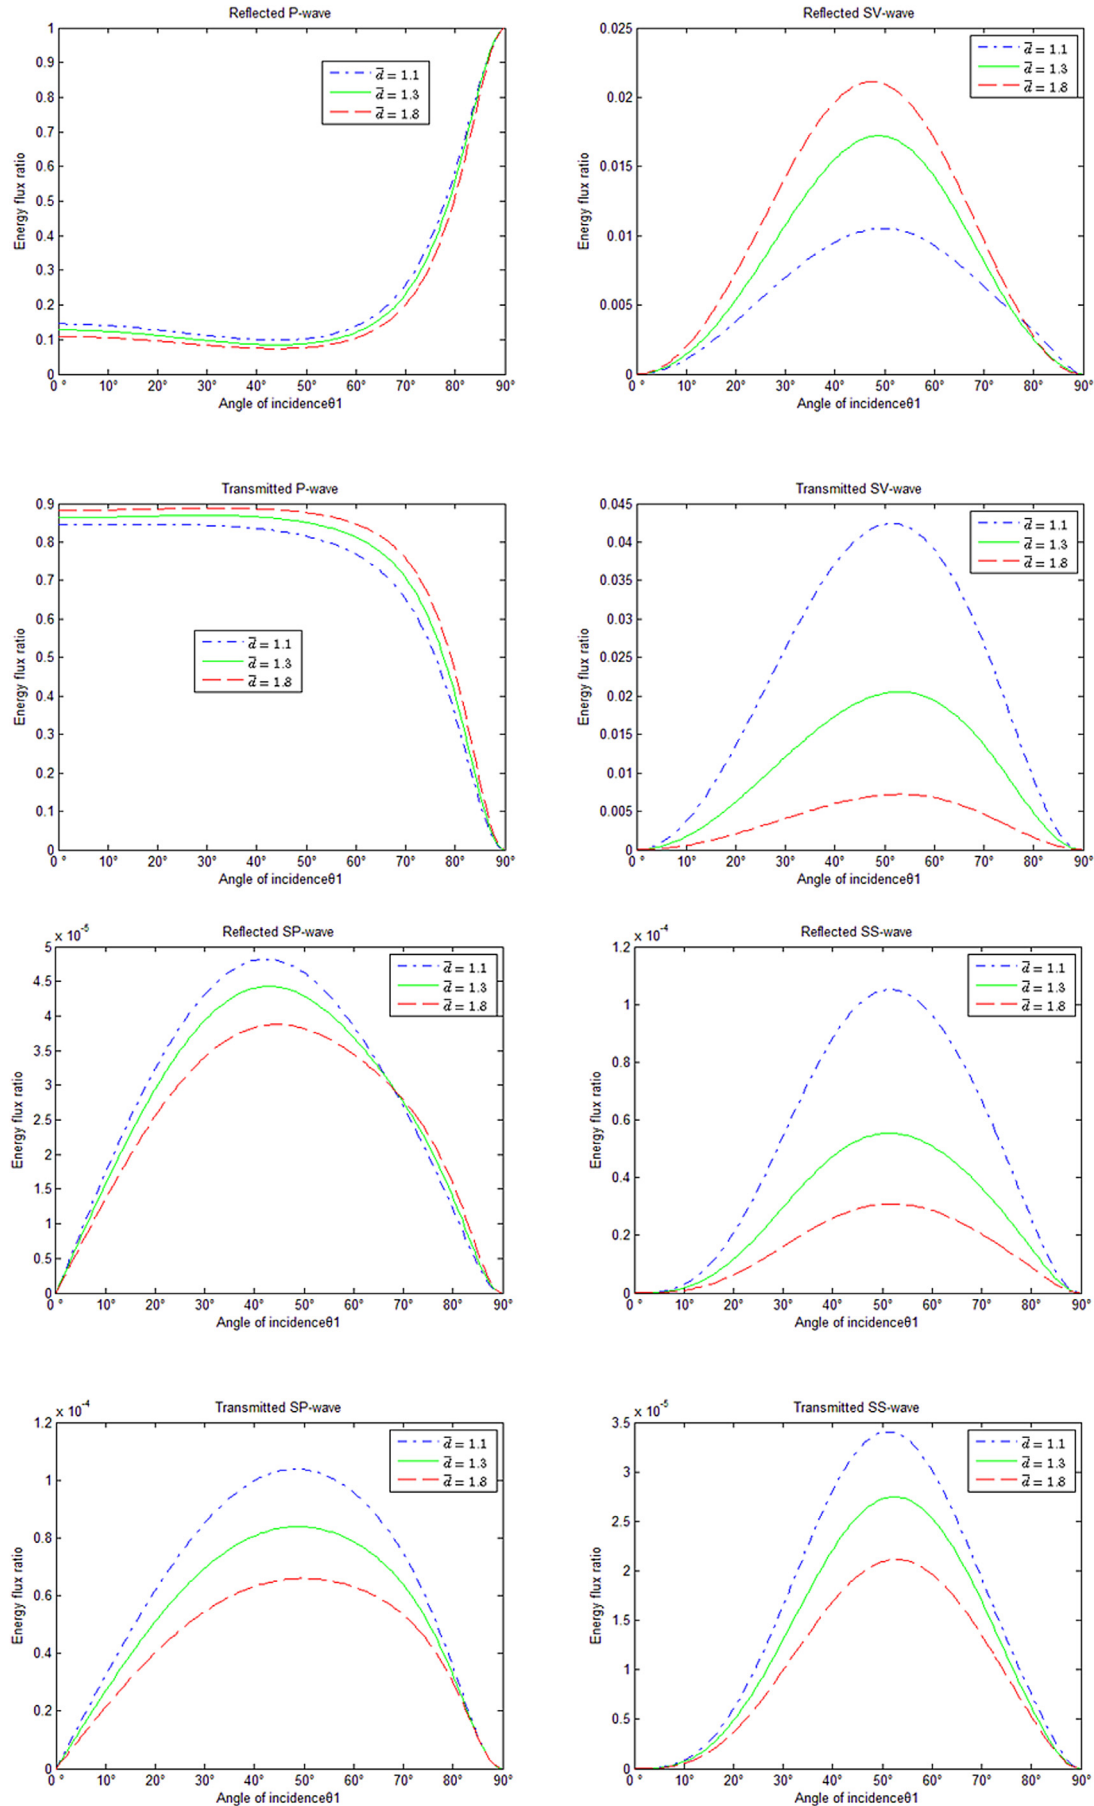 Reflected P-wave
1
0.9
0.8
0.7
0.6
0.5
0.4
0.3
0.2
0.1
0
Energy flux ratio
d̅ = 1.1
d̅ = 1.3
d̅ = 1.8
0° 10° 20° 30° 40° 50° 60° 70° 80° 90°
Angle of incidenceθ1
Reflected SV-wave
0.025
0.02
0.015
0.01
0.005
0
Energy flux ratio
d̅ = 1.1
d̅ = 1.3
d̅ = 1.8
0° 10° 20° 30° 40° 50° 60° 70° 80° 90°
Angle of incidenceθ1
Transmitted P-wave
0.9
0.8
0.7
0.6
0.5
0.4
0.3
0.2
0.1
0
Energy flux ratio
d̅ = 1.1
d̅ = 1.3
d̅ = 1.8
0° 10° 20° 30° 40° 50° 60° 70° 80° 90°
Angle of incidenceθ1
Transmitted SV-wave
0.045
0.04
0.035
0.03
0.025
0.02
0.015
0.01
0.005
0
Energy flux ratio
d̅ = 1.1
d̅ = 1.3
d̅ = 1.8
0° 10° 20° 30° 40° 50° 60° 70° 80° 90°
Angle of incidenceθ1
Reflected SP-wave
x 10⁻⁵
5
4.5
4
3.5
3
2.5
2
1.5
1
0.5
0
Energy flux ratio
d̅ = 1.1
d̅ = 1.3
d̅ = 1.8
0° 10° 20° 30° 40° 50° 60° 70° 80° 90°
Angle of incidenceθ1
Reflected SS-wave
x 10⁻⁴
1.2
1
0.8
0.6
0.4
0.2
0
Energy flux ratio
d̅ = 1.1
d̅ = 1.3
d̅ = 1.8
0° 10° 20° 30° 40° 50° 60° 70° 80° 90°
Angle of incidenceθ1
Transmitted SP-wave
x 10⁻⁴
1.2
1
0.8
0.6
0.4
0.2
0
Energy flux ratio
d̅ = 1.1
d̅ = 1.3
d̅ = 1.8
0° 10° 20° 30° 40° 50° 60° 70° 80° 90°
Angle of incidenceθ1
Transmitted SS-wave
x 10⁻⁵
3.5
3
2.5
2
1.5
1
0.5
0
Energy flux ratio
d̅ = 1.1
d̅ = 1.3
d̅ = 1.8
0° 10° 20° 30° 40° 50° 60° 70° 80° 90°
Angle of incidenceθ1